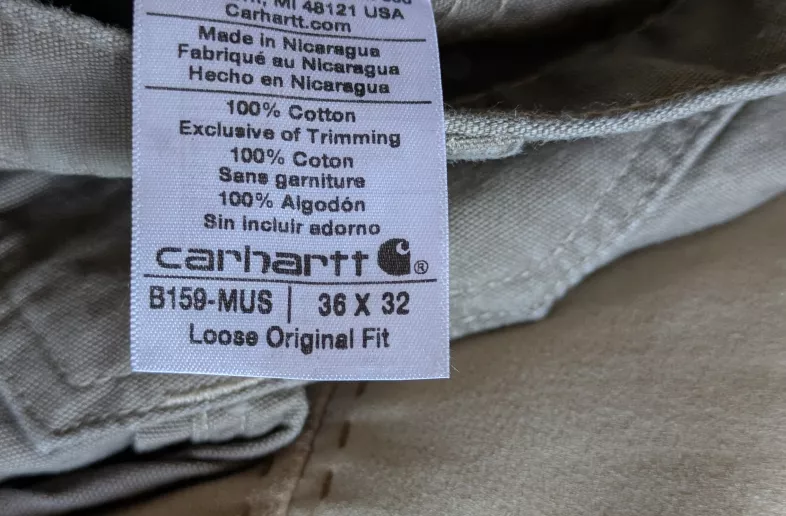 MI 48121 USA
Carhartt.com
Made in Nicaragua
Fabriqué au Nicaragua
Hecho en Nicaragua
100% Cotton
Exclusive of Trimming
100% Coton
Sans garniture
100% Algodón
Sin incluir adorno
carhartt ®
B159-MUS | 36 X 32
Loose Original Fit